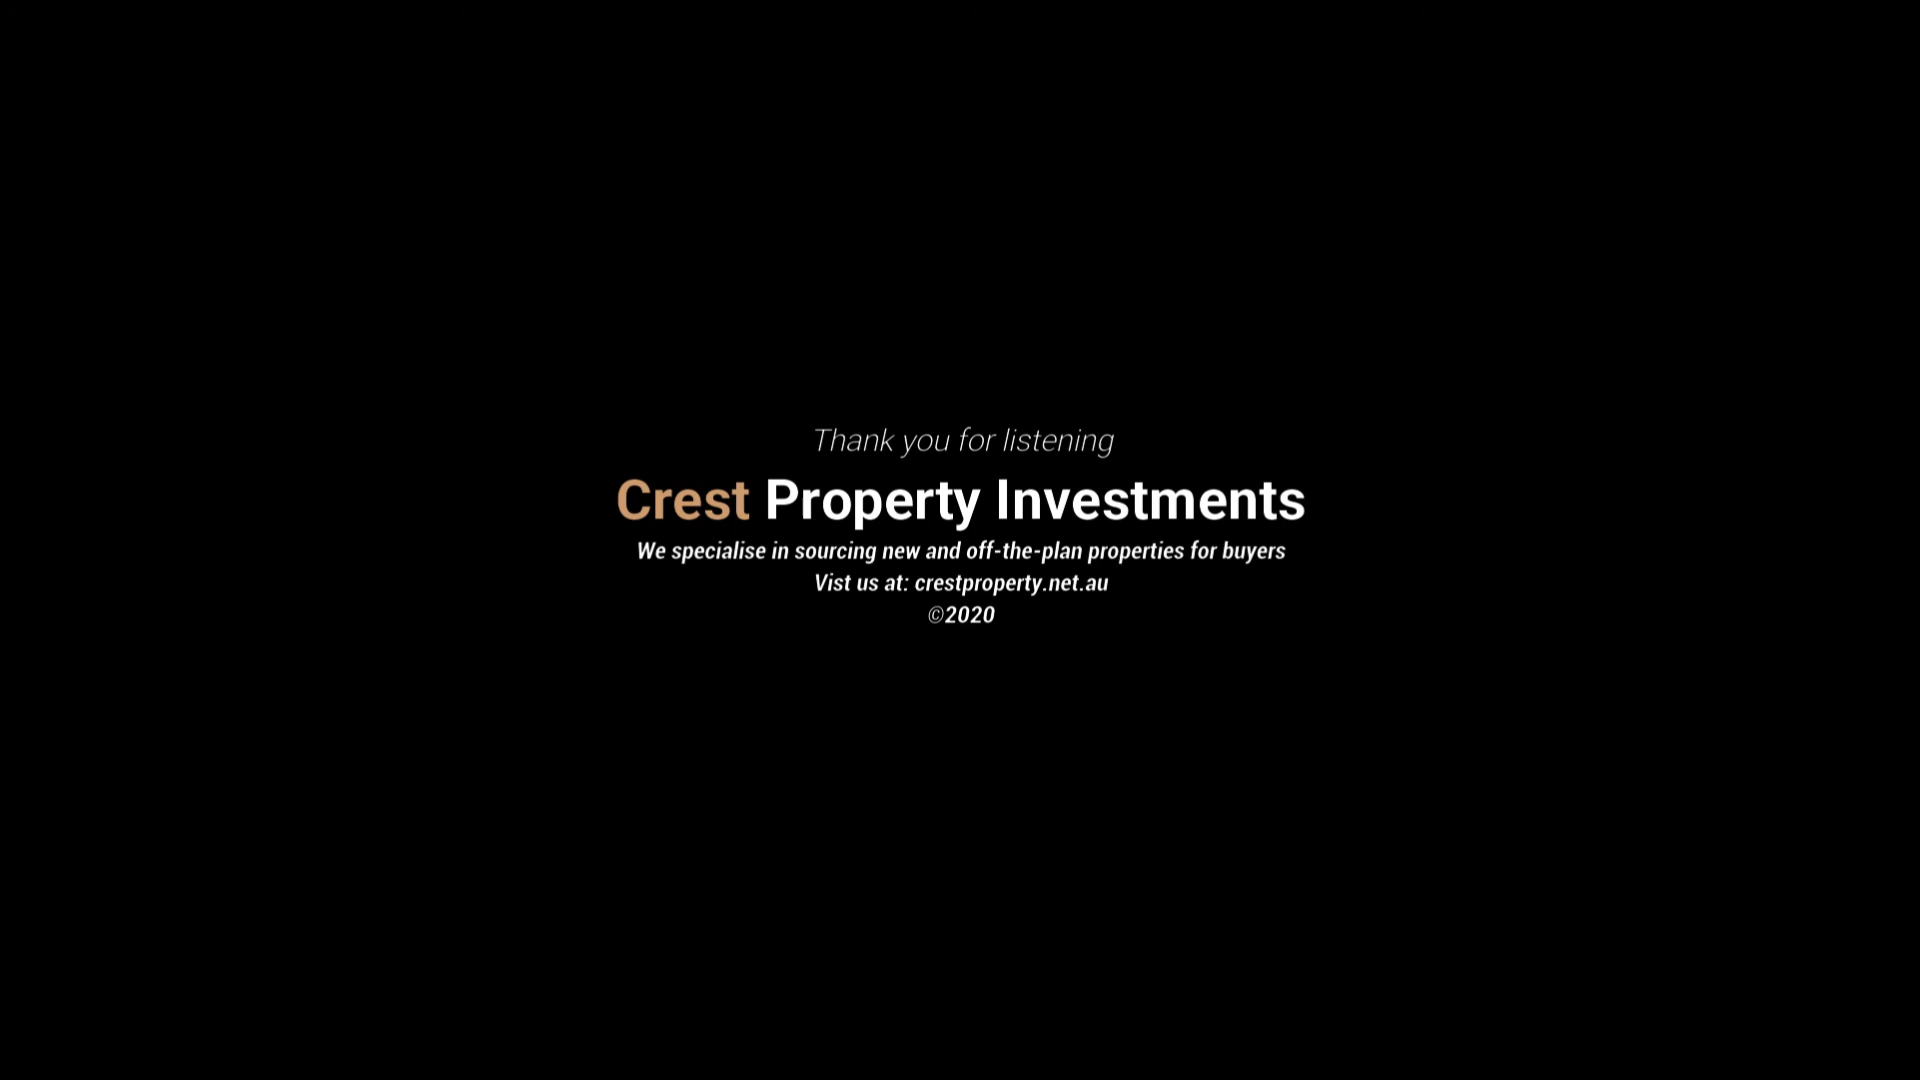 Thank you for listening
Crest Property Investments
We specialise in sourcing new and off-the-plan properties for buyers
Vist us at: crestproperty.net.au
©2020